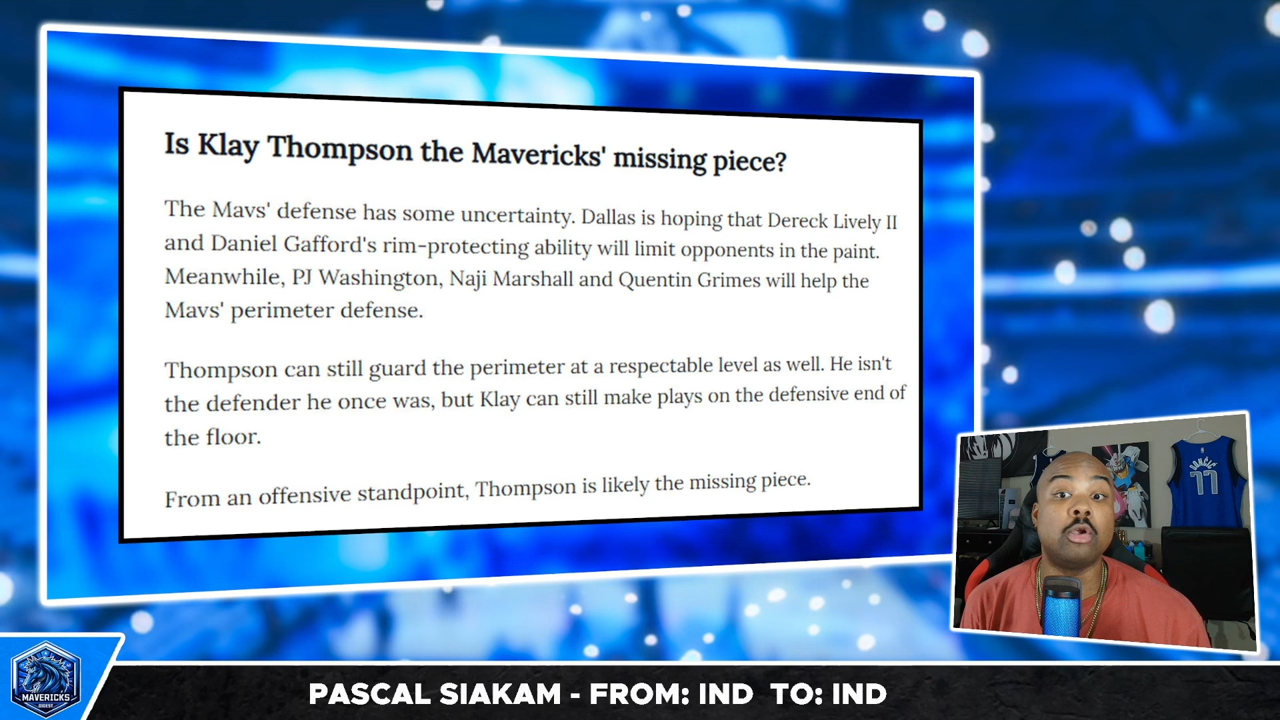 Is Klay Thompson the Mavericks' missing piece?
The Mavs' defense has some uncertainty. Dallas is hoping that Dereck Lively II
and Daniel Gafford's rim-protecting ability will limit opponents in the paint.
Meanwhile, PJ Washington, Naji Marshall and Quentin Grimes will help the
Mavs' perimeter defense.
Thompson can still guard the perimeter at a respectable level as well. He isn't
the defender he once was, but Klay can still make plays on the defensive end of
the floor.
From an offensive standpoint, Thompson is likely the missing piece.
DONČIĆ
77
MAVERICKS
DIGEST
PASCAL SIAKAM - FROM: IND TO: IND